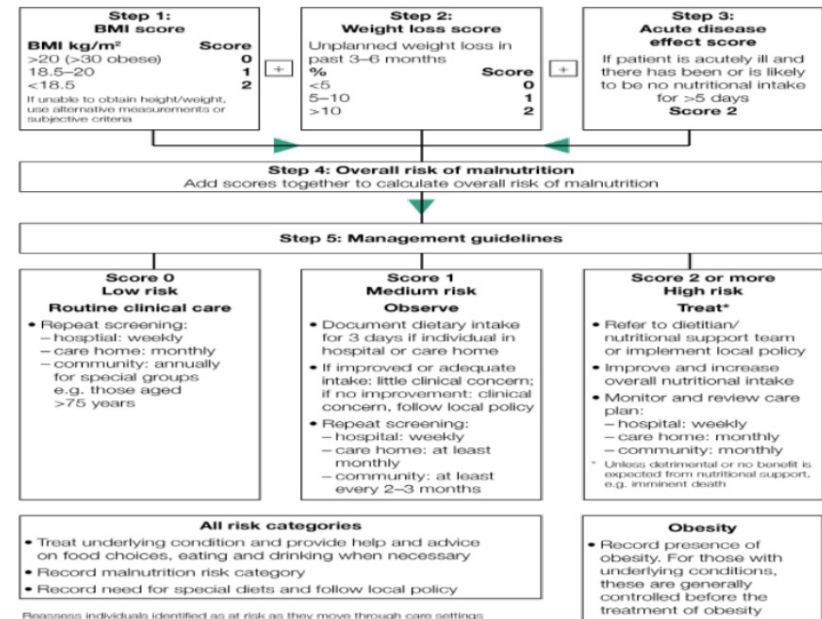 Step 1:
BMI score
BMI kg/m² Score
>20 (>30 obese) 0
18.5–20 1
<18.5 2
If unable to obtain height/weight,
use alternative measurements or
subjective criteria
+
Step 2:
Weight loss score
Unplanned weight loss in
past 3–6 months
% Score
<5 0
5–10 1
>10 2
+
Step 3:
Acute disease
effect score
If patient is acutely ill and
there has been or is likely
to be no nutritional intake
for >5 days
Score 2
Step 4: Overall risk of malnutrition
Add scores together to calculate overall risk of malnutrition
Step 5: Management guidelines
Score 0
Low risk
Routine clinical care
• Repeat screening:
– hosptial: weekly
– care home: monthly
– community: annually
for special groups
e.g. those aged
>75 years
Score 1
Medium risk
Observe
• Document dietary intake
for 3 days if individual in
hospital or care home
• If improved or adequate
intake: little clinical concern;
if no improvement: clinical
concern, follow local policy
• Repeat screening:
– hospital: weekly
– care home: at least
monthly
– community: at least
every 2–3 months
Score 2 or more
High risk
Treat*
• Refer to dietitian/
nutritional support team
or implement local policy
• Improve and increase
overall nutritional intake
• Monitor and review care
plan:
– hospital: weekly
– care home: monthly
– community: monthly
* Unless detrimental or no benefit is
expected from nutritional support,
e.g. imminent death
All risk categories
• Treat underlying condition and provide help and advice
on food choices, eating and drinking when necessary
• Record malnutrition risk category
• Record need for special diets and follow local policy
Obesity
• Record presence of
obesity. For those with
underlying conditions,
these are generally
controlled before the
treatment of obesity
Reassess individuals identified as at risk as they move through care settings